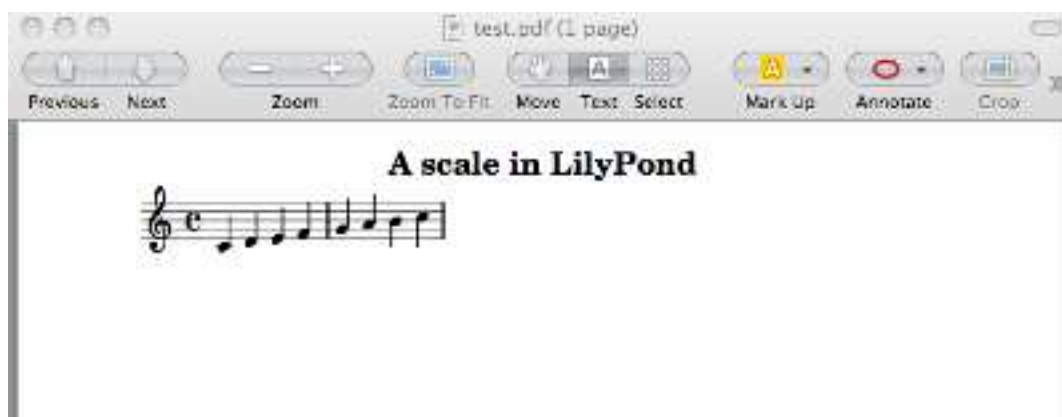 test.pdf (1 page)
Previous Next Zoom Zoom To Fit Move Text Select Mark Up Annotate Crop
A scale in LilyPond